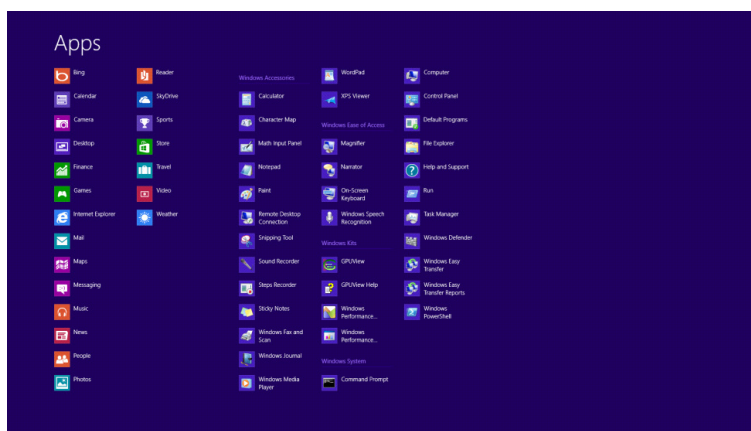 Apps
Bing
Calendar
Camera
Desktop
Finance
Games
Internet Explorer
Mail
Maps
Messaging
Music
News
People
Photos
Reader
SkyDrive
Sports
Store
Travel
Video
Weather
Windows Accessories
Calculator
Character Map
Math Input Panel
Notepad
Paint
Remote Desktop
Connection
Snipping Tool
Sound Recorder
Steps Recorder
Sticky Notes
Windows Fax and
Scan
Windows Journal
Windows Media
Player
WordPad
XPS Viewer
Windows Ease of Access
Magnifier
Narrator
On-Screen
Keyboard
Windows Speech
Recognition
Windows Kits
GPUView
GPUView Help
Windows
Performance...
Windows
Performance...
Windows System
Command Prompt
Computer
Control Panel
Default Programs
File Explorer
Help and Support
Run
Task Manager
Windows Defender
Windows Easy
Transfer
Windows Easy
Transfer Reports
Windows
PowerShell